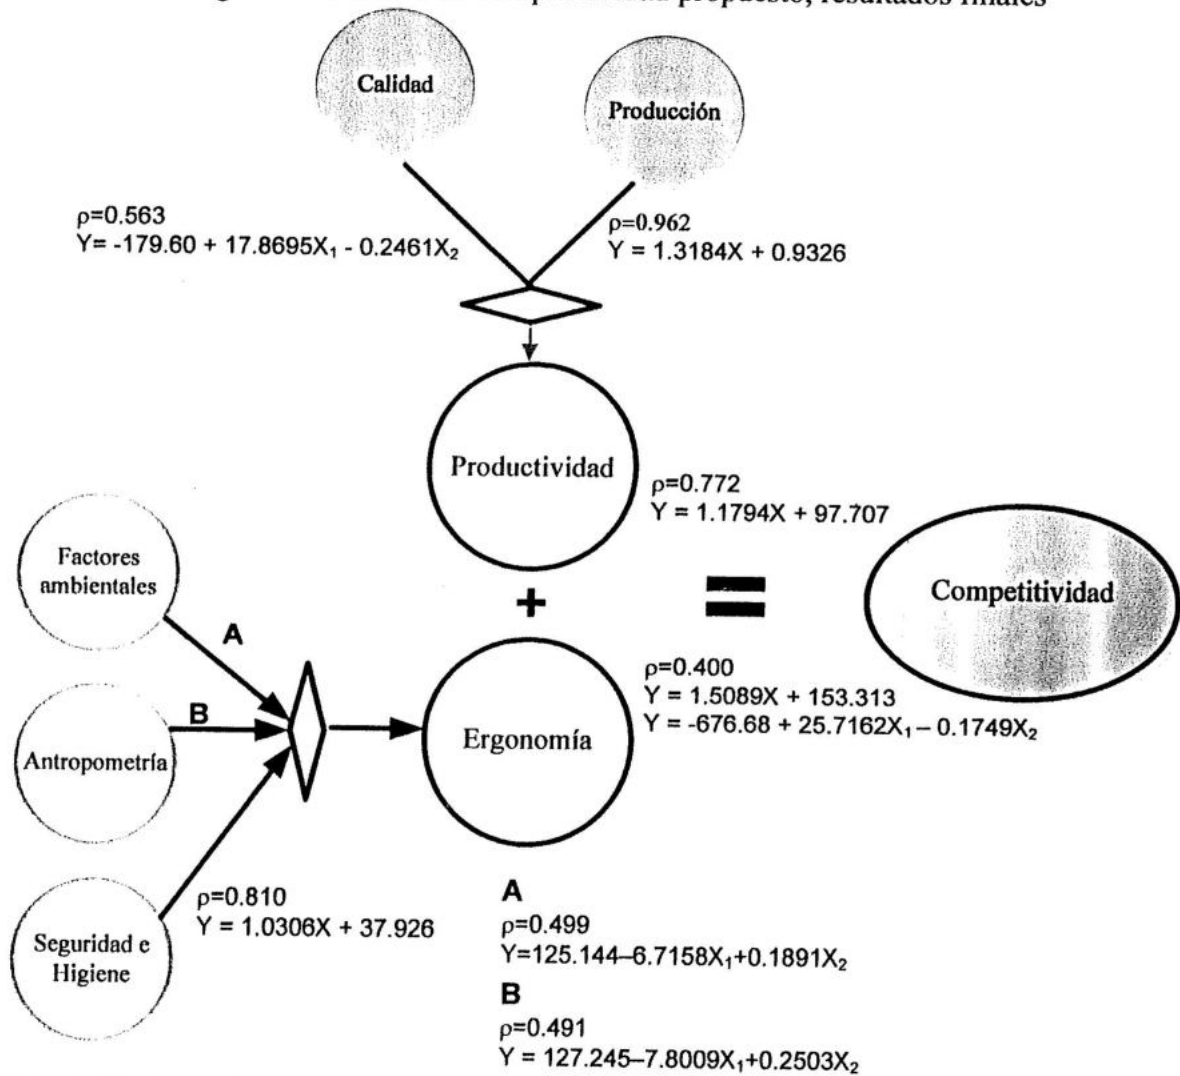 propuesto, resultados finales
Calidad
Producción
ρ=0.563
Y= -179.60 + 17.8695X₁ - 0.2461X₂
ρ=0.962
Y = 1.3184X + 0.9326
Productividad
ρ=0.772
Y = 1.1794X + 97.707
Factores
ambientales
A
+
=
Competitividad
B
Antropometría
Ergonomía
ρ=0.400
Y = 1.5089X + 153.313
Y = -676.68 + 25.7162X₁ – 0.1749X₂
Seguridad e
Higiene
ρ=0.810
Y = 1.0306X + 37.926
A
ρ=0.499
Y=125.144–6.7158X₁+0.1891X₂
B
ρ=0.491
Y = 127.245–7.8009X₁+0.2503X₂